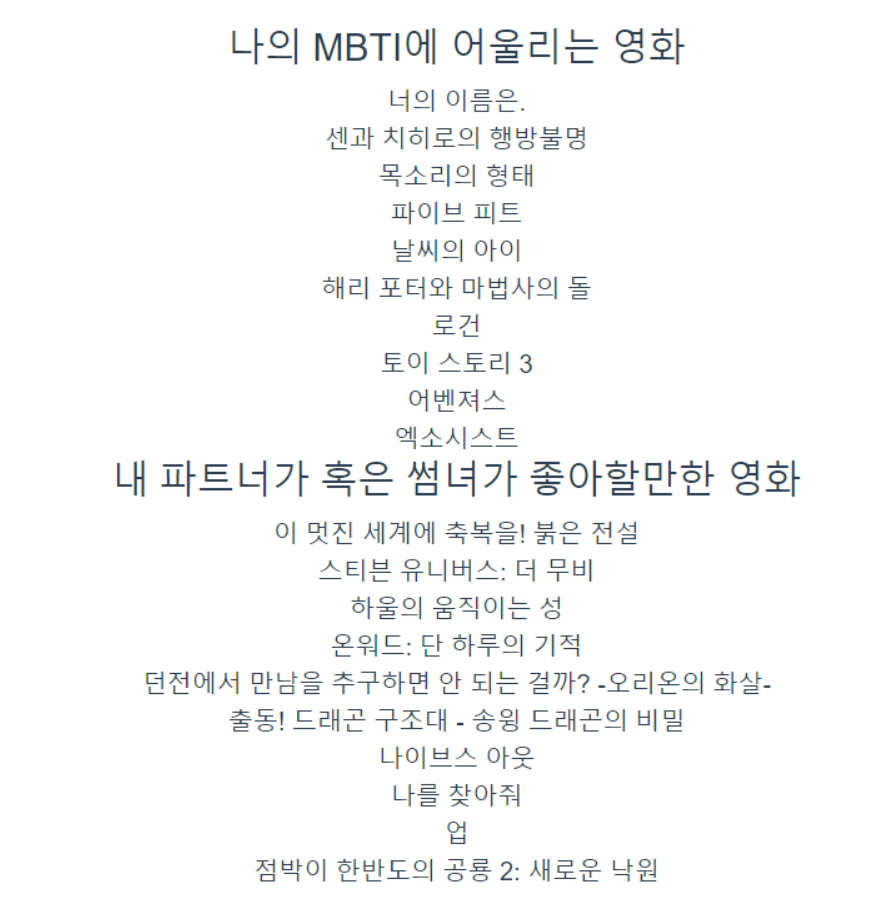 나의 MBTI에 어울리는 영화
너의 이름은.
센과 치히로의 행방불명
목소리의 형태
파이브 피트
날씨의 아이
해리 포터와 마법사의 돌
로건
토이 스토리 3
어벤져스
엑소시스트
내 파트너가 혹은 썸녀가 좋아할만한 영화
이 멋진 세계에 축복을! 붉은 전설
스티븐 유니버스: 더 무비
하울의 움직이는 성
온워드: 단 하루의 기적
던전에서 만남을 추구하면 안 되는 걸까? -오리온의 화살-
출동! 드래곤 구조대 - 송윙 드래곤의 비밀
나이브스 아웃
나를 찾아줘
업
점박이 한반도의 공룡 2: 새로운 낙원